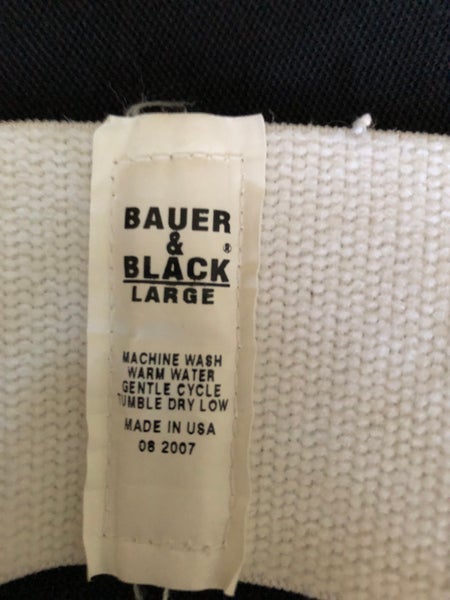 BAUER
&
BLACK®
LARGE
MACHINE WASH
WARM WATER
GENTLE CYCLE
TUMBLE DRY LOW
MADE IN USA
08 2007